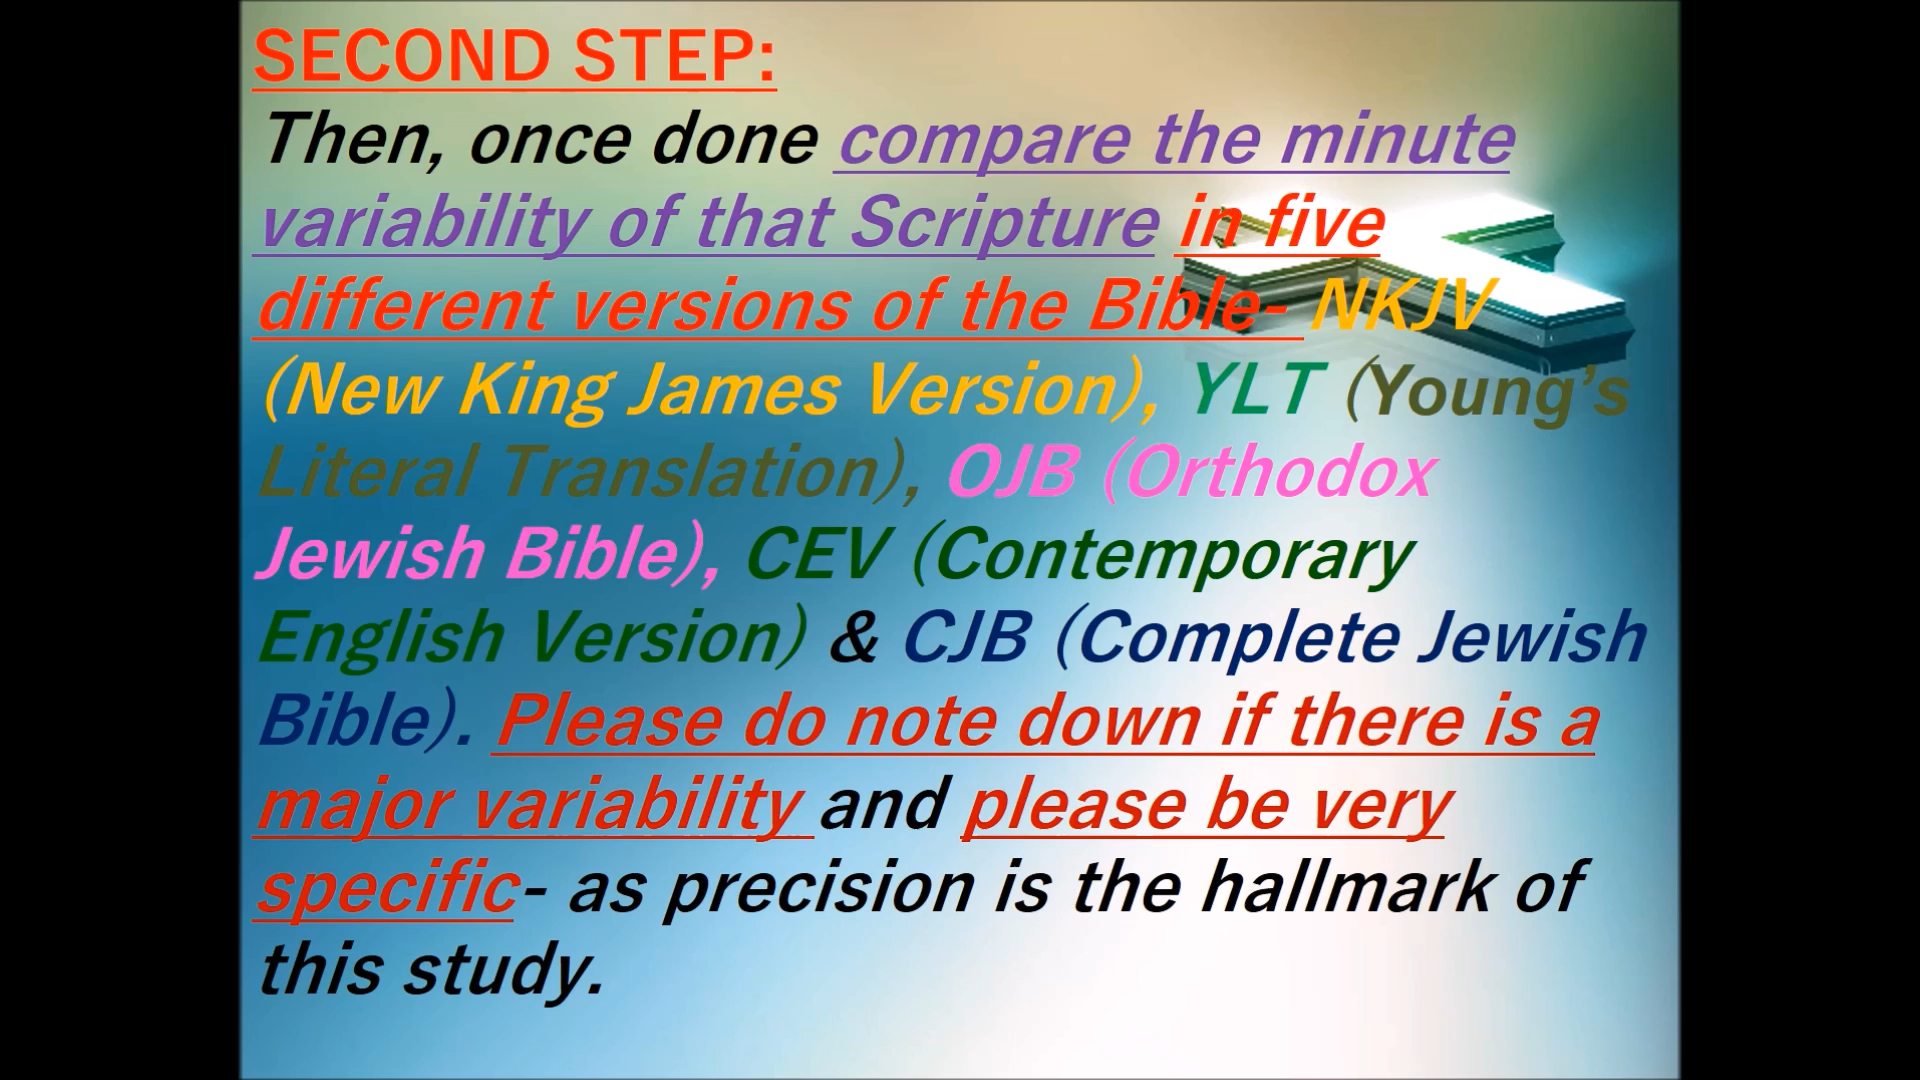 SECOND STEP:
Then, once done compare the minute
variability of that Scripture in five
different versions of the Bible- NKJV
(New King James Version), YLT (Young’s
Literal Translation), OJB (Orthodox
Jewish Bible), CEV (Contemporary
English Version) & CJB (Complete Jewish
Bible). Please do note down if there is a
major variability and please be very
specific- as precision is the hallmark of
this study.